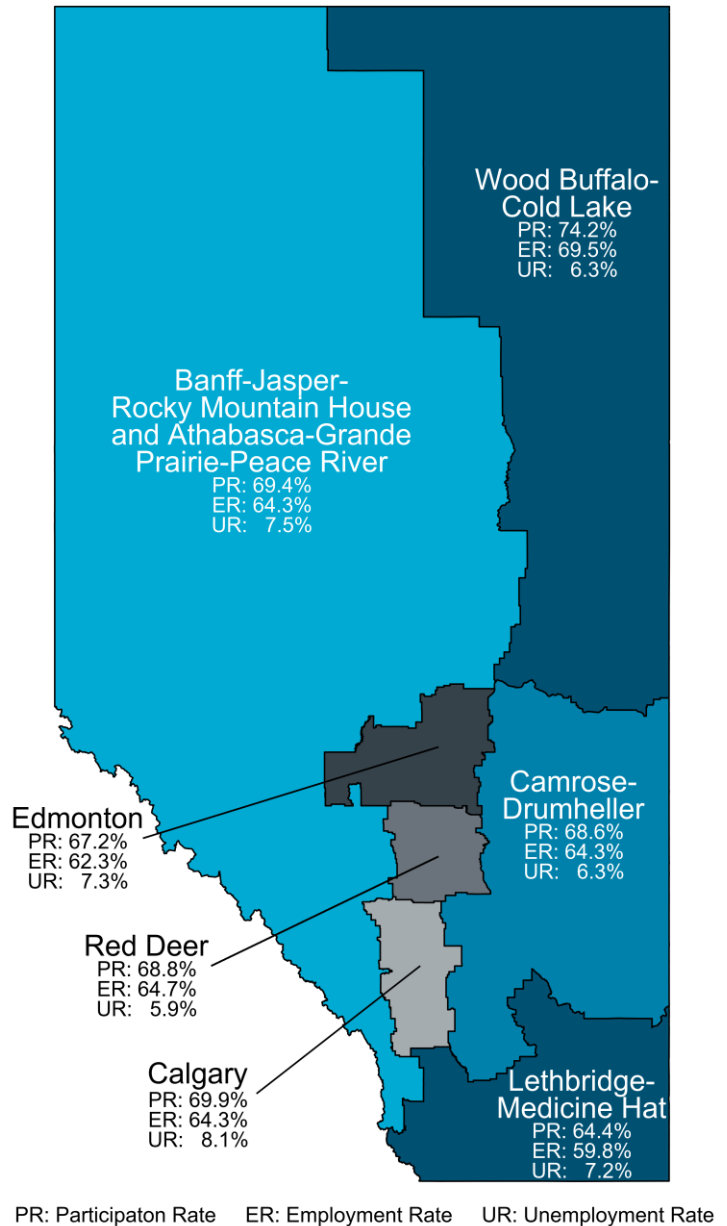 Wood Buffalo-
Cold Lake
PR: 74.2%
ER: 69.5%
UR: 6.3%
Banff-Jasper-
Rocky Mountain House
and Athabasca-Grande
Prairie-Peace River
PR: 69.4%
ER: 64.3%
UR: 7.5%
Camrose-
Drumheller
PR: 68.6%
ER: 64.3%
UR: 6.3%
Edmonton
PR: 67.2%
ER: 62.3%
UR: 7.3%
Red Deer
PR: 68.8%
ER: 64.7%
UR: 5.9%
Calgary
PR: 69.9%
ER: 64.3%
UR: 8.1%
Lethbridge-
Medicine Hat
PR: 64.4%
ER: 59.8%
UR: 7.2%
PR: Participaton Rate ER: Employment Rate UR: Unemployment Rate